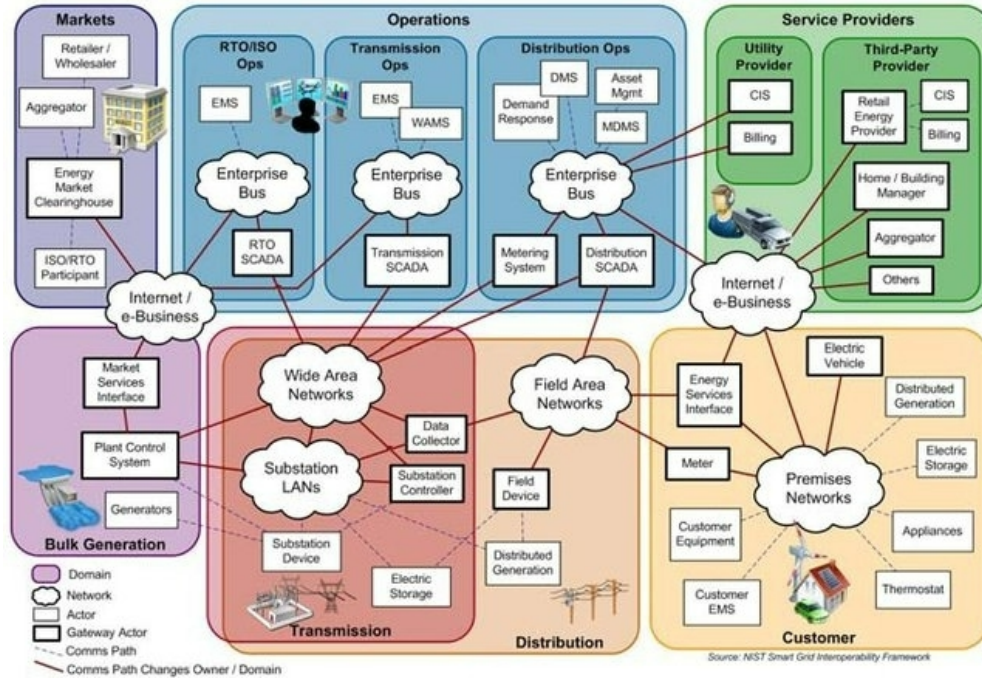 Markets
Retailer /
Wholesaler
Aggregator
Energy
Market
Clearinghouse
ISO/RTO
Participant
Operations
RTO/ISO
Ops
EMS
Enterprise
Bus
RTO
SCADA
Transmission
Ops
EMS
WAMS
Enterprise
Bus
Transmission
SCADA
Distribution Ops
DMS
Asset
Mgmt
Demand
Response
MDMS
Enterprise
Bus
Metering
System
Distribution
SCADA
Service Providers
Utility
Provider
CIS
Billing
Third-Party
Provider
Retail
Energy
Provider
CIS
Billing
Home / Building
Manager
Aggregator
Others
Internet /
e-Business
Internet /
e-Business
Market
Services
Interface
Plant Control
System
Generators
Bulk Generation
Wide Area
Networks
Data
Collector
Substation
LANs
Substation
Controller
Substation
Device
Electric
Storage
Transmission
Field Area
Networks
Field
Device
Distributed
Generation
Distribution
Energy
Services
Interface
Electric
Vehicle
Distributed
Generation
Meter
Premises
Networks
Electric
Storage
Customer
Equipment
Appliances
Customer
EMS
Thermostat
Customer
Domain
Network
Actor
Gateway Actor
Comms Path
Comms Path Changes Owner / Domain
Source: NIST Smart Grid Interoperability Framework